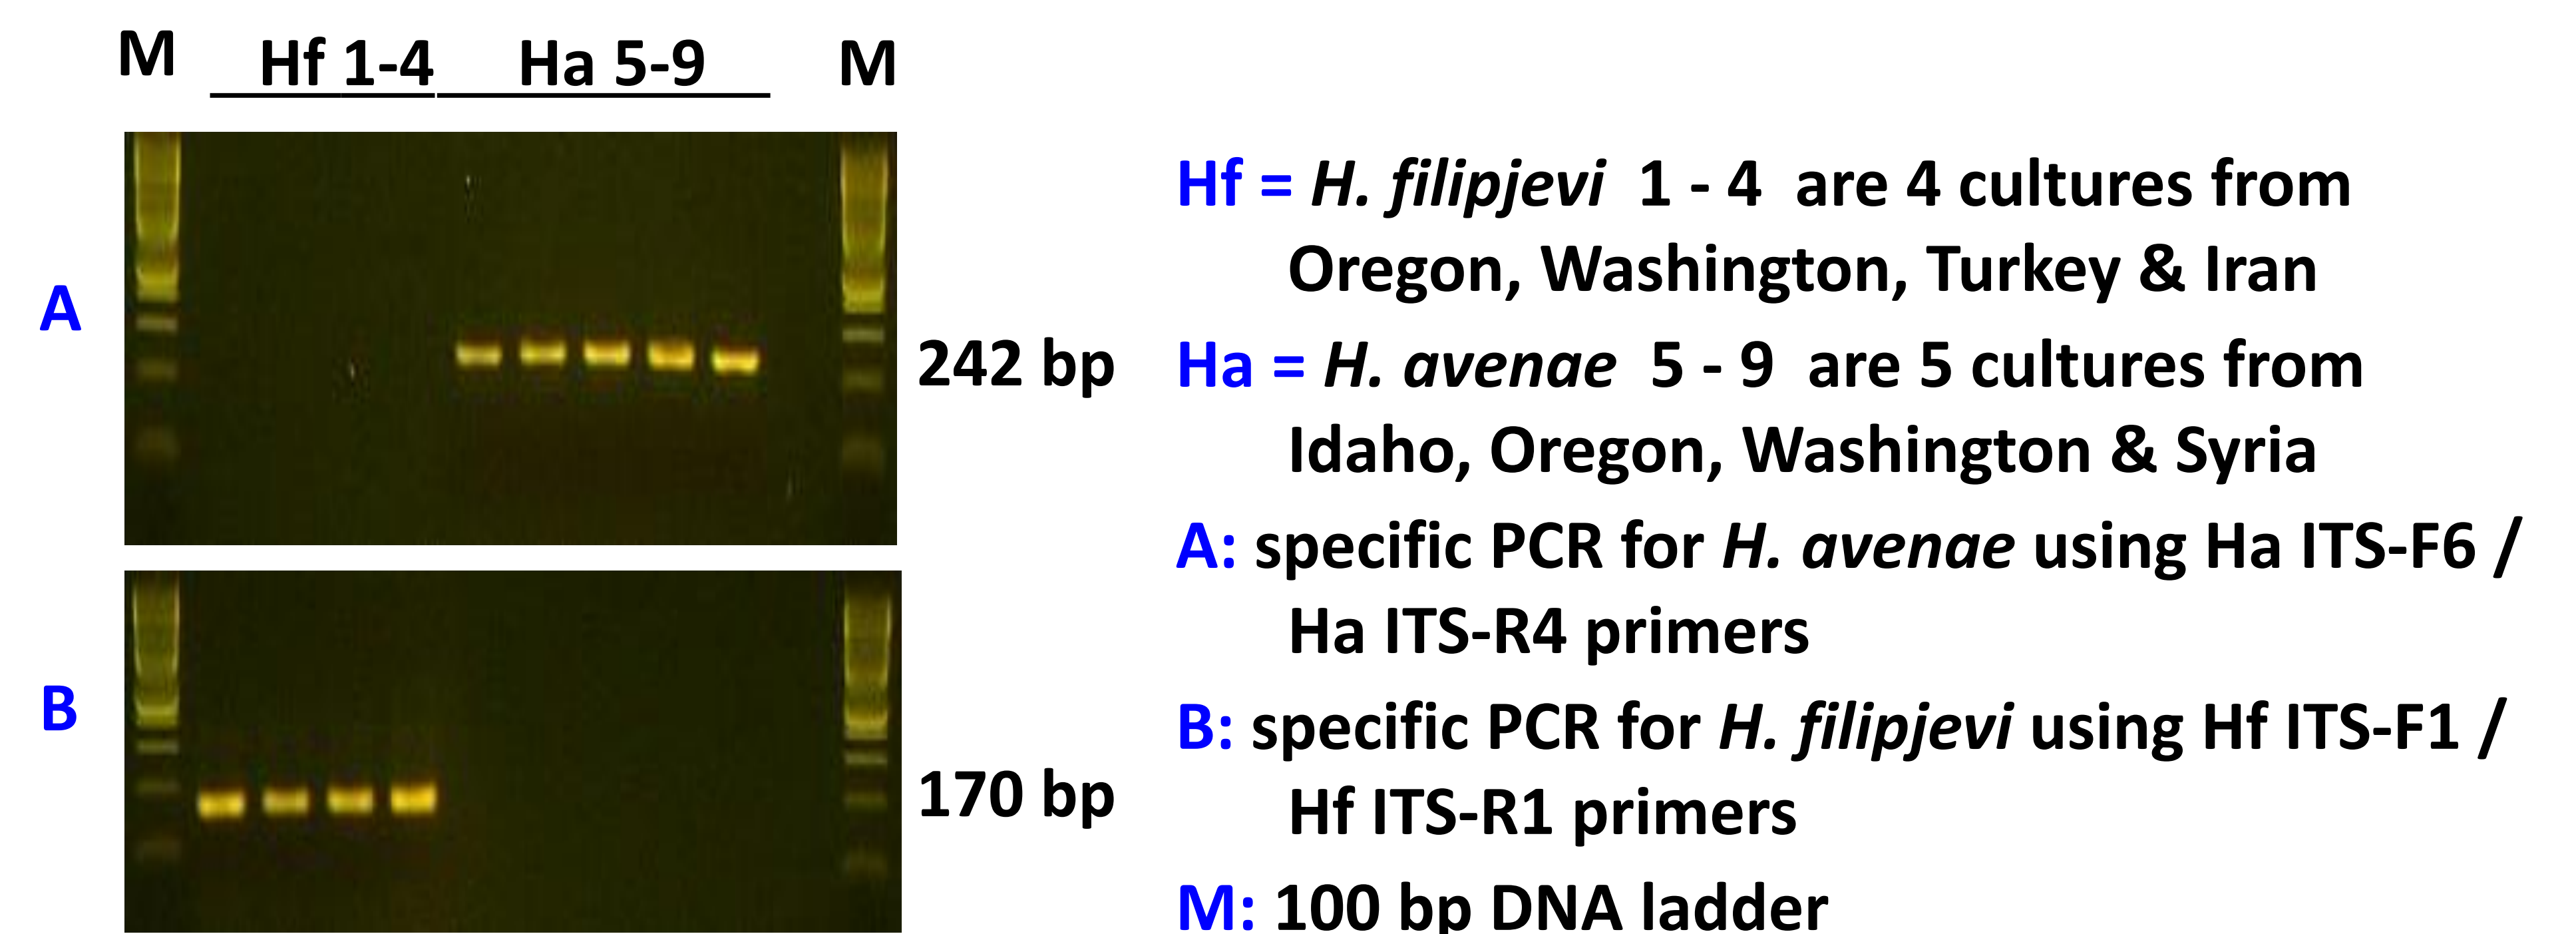 M Hf 1-4 Ha 5-9 M
A
242 bp
B
170 bp
Hf = H. filipjevi 1 - 4 are 4 cultures from
Oregon, Washington, Turkey & Iran
Ha = H. avenae 5 - 9 are 5 cultures from
Idaho, Oregon, Washington & Syria
A: specific PCR for H. avenae using Ha ITS-F6 /
Ha ITS-R4 primers
B: specific PCR for H. filipjevi using Hf ITS-F1 /
Hf ITS-R1 primers
M: 100 bp DNA ladder